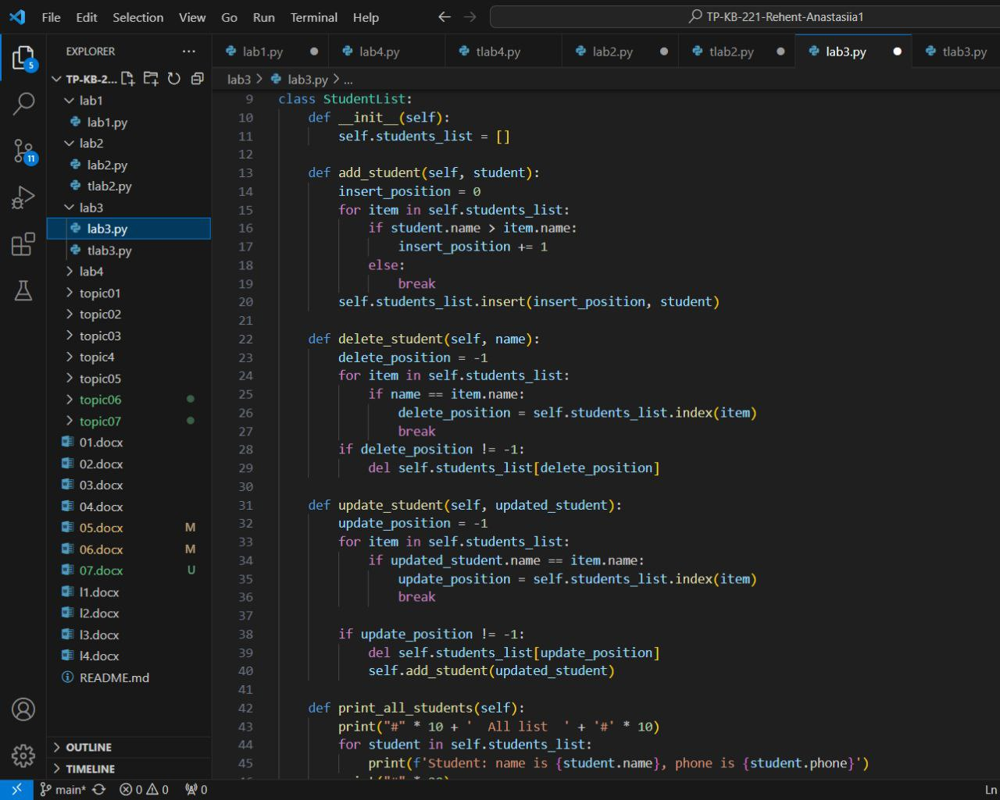 File Edit Selection View Go Run Terminal Help TP-KB-221-Rehent-Anastasiia1
EXPLORER
lab1.py lab4.py tlab4.py lab2.py tlab2.py lab3.py tlab3.py
TP-KB-2...
lab3 > lab3.py > ...
lab1
lab1.py
lab2
lab2.py
tlab2.py
lab3
lab3.py
tlab3.py
lab4
topic01
topic02
topic03
topic4
topic05
topic06
topic07
01.docx
02.docx
03.docx
04.docx
05.docx M
06.docx M
07.docx U
l1.docx
l2.docx
l3.docx
l4.docx
README.md
OUTLINE
TIMELINE
5
11
9 class StudentList:
10 def __init__(self):
11 self.students_list = []
12
13 def add_student(self, student):
14 insert_position = 0
15 for item in self.students_list:
16 if student.name > item.name:
17 insert_position += 1
18 else:
19 break
20 self.students_list.insert(insert_position, student)
21
22 def delete_student(self, name):
23 delete_position = -1
24 for item in self.students_list:
25 if name == item.name:
26 delete_position = self.students_list.index(item)
27 break
28 if delete_position != -1:
29 del self.students_list[delete_position]
30
31 def update_student(self, updated_student):
32 update_position = -1
33 for item in self.students_list:
34 if updated_student.name == item.name:
35 update_position = self.students_list.index(item)
36 break
37
38 if update_position != -1:
39 del self.students_list[update_position]
40 self.add_student(updated_student)
41
42 def print_all_students(self):
43 print("#" * 10 + '  All list  ' + '#' * 10)
44 for student in self.students_list:
45 print(f'Student: name is {student.name}, phone is {student.phone}')
main* 0 0 0 Ln